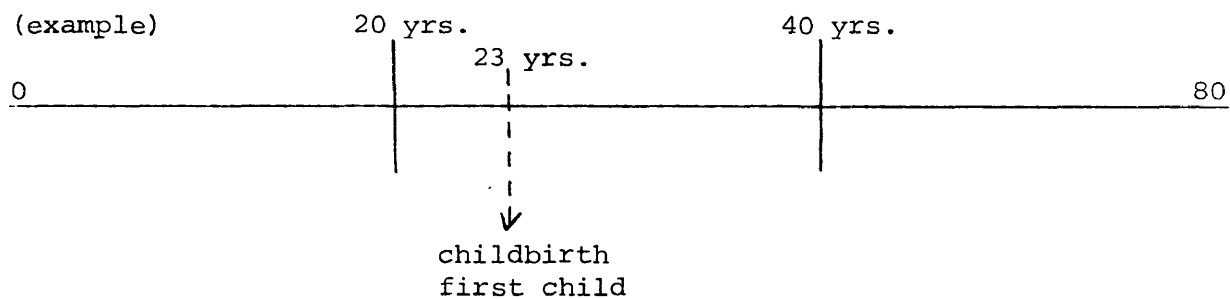 (example) 20 yrs. 40 yrs.
23 yrs.
0 80
childbirth
first child